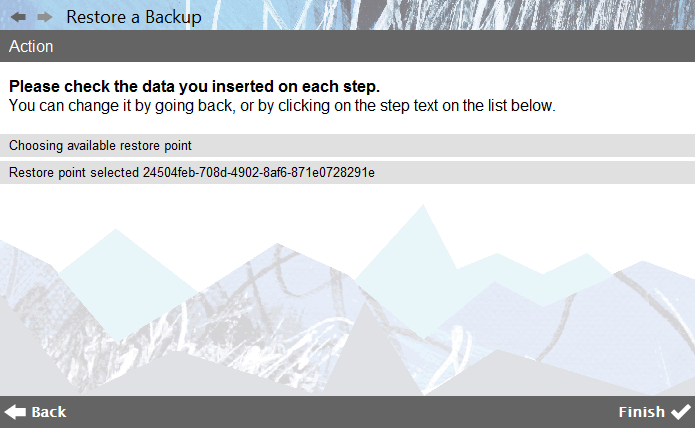 Restore a Backup
Action
Please check the data you inserted on each step.
You can change it by going back, or by clicking on the step text on the list below.
Choosing available restore point
Restore point selected 24504feb-708d-4902-8af6-871e0728291e
Back
Finish